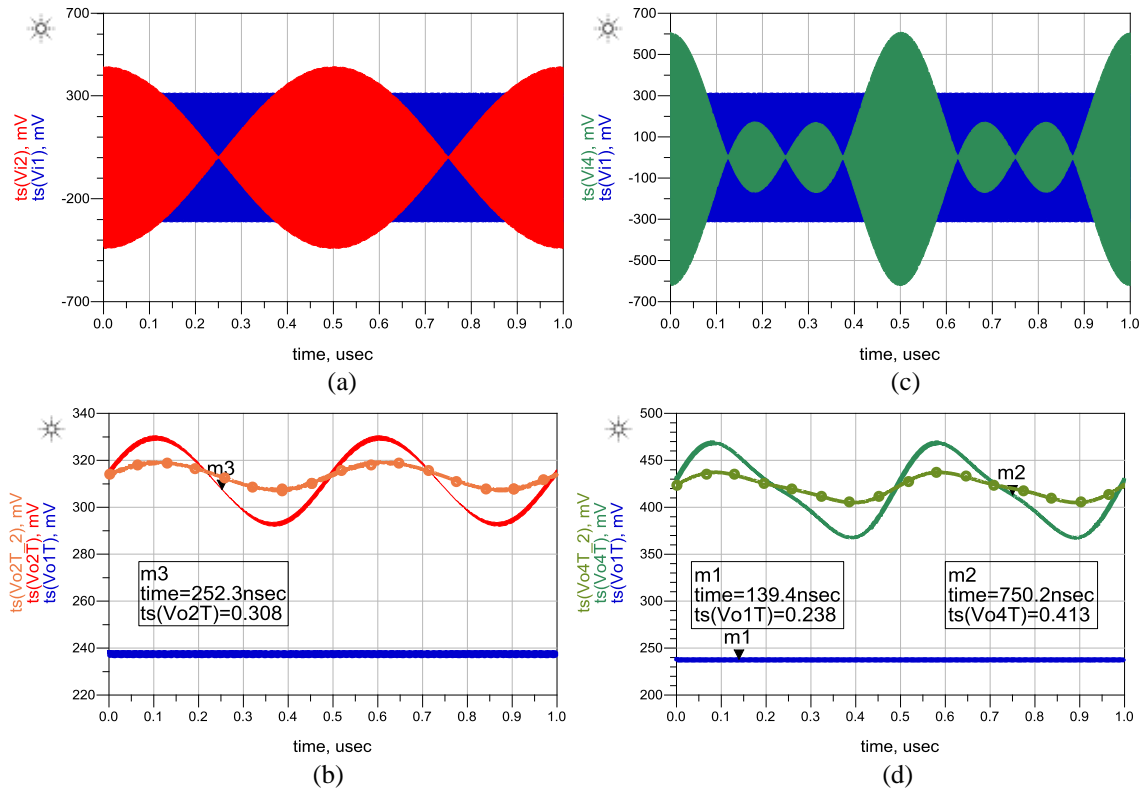 700
300
-200
-700
ts(Vi2), mV
ts(Vi1), mV
0.0 0.1 0.2 0.3 0.4 0.5 0.6 0.7 0.8 0.9 1.0
time, usec
(a)
700
500
300
100
-100
-300
-500
-700
ts(Vi4), mV
ts(Vi1), mV
0.0 0.1 0.2 0.3 0.4 0.5 0.6 0.7 0.8 0.9 1.0
time, usec
(c)
340
320
300
280
260
240
220
ts(Vo2T_2), mV
ts(Vo2T), mV
ts(Vo1T), mV
m3
m3
time=252.3nsec
ts(Vo2T)=0.308
0.0 0.1 0.2 0.3 0.4 0.5 0.6 0.7 0.8 0.9 1.0
time, usec
(b)
500
450
400
350
300
250
200
ts(Vo4T_2), mV
ts(Vo4T), mV
ts(Vo1T), mV
m2
m1
time=139.4nsec
ts(Vo1T)=0.238
m2
time=750.2nsec
ts(Vo4T)=0.413
m1
0.0 0.1 0.2 0.3 0.4 0.5 0.6 0.7 0.8 0.9 1.0
time, usec
(d)